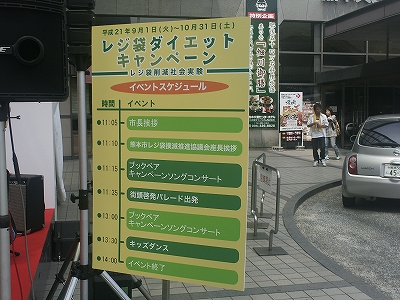 平成21年9月1日(火)〜10月31日(土)
レジ袋ダイエット
キャンペーン
レジ袋削減社会実験
イベントスケジュール
時間 イベント
11:05 市長挨拶
11:10 熊本市レジ袋削減推進協議会座長挨拶
11:15 ブックベア
キャンペーンソングコンサート
11:35 街頭啓発パレード出発
13:00 ブックベア
キャンペーンソングコンサート
13:30 キッズダンス
14:00 イベント終了
特別企画